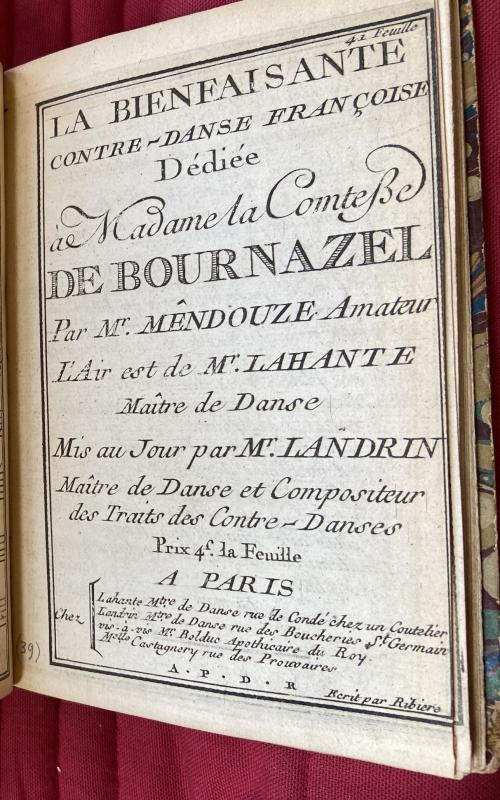 41 Feuille
LA BIENFAISANTE
CONTRE-DANSE FRANÇOISE
Dédiée
à Madame la Comteße
DE BOURNAZEL
Par Mr. MÊNDOUZE Amateur
L'Air est de Mr. LAHANTE
Maître de Danse
Mis au Jour par Mr. LANDRIN
Maître de Danse et Compositeur
des Traits des Contre-Danses
Prix 4s. la Feuille
A PARIS
Chez
Lahante Mtre de Danse rue de Condé chez un Coutelier
Landrin Mtre de Danse rue des Boucheries St. Germain
vis-à-vis Mr. Bolduc Apothicaire du Roy.
Melle Castagnery rue des Prouvaires
A. P. D. R
Ecrit par Ribiere
(39)